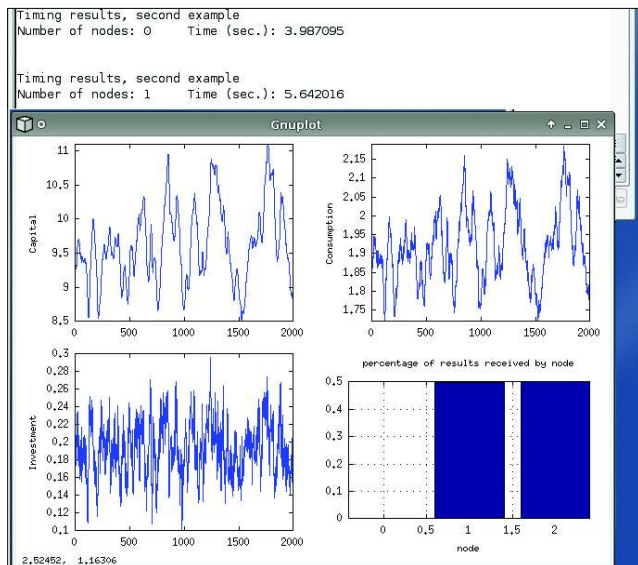 Timing results, second example
Number of nodes: 0 Time (sec.): 3.987095
Timing results, second example
Number of nodes: 1 Time (sec.): 5.642016
Gnuplot
11
10.5
10
9.5
9
8.5
Capital
0 500 1000 1500 2000
2.15
2.1
2.05
2
1.95
1.9
1.85
1.8
1.75
Consumption
0 500 1000 1500 2000
0.3
0.28
0.26
0.24
0.22
0.2
0.18
0.16
0.14
0.12
0.1
Investment
0 500 1000 1500 2000
percentage of results received by node
0.5
0.4
0.3
0.2
0.1
0
0 0.5 1 1.5 2
node
2.52452, 1.16306